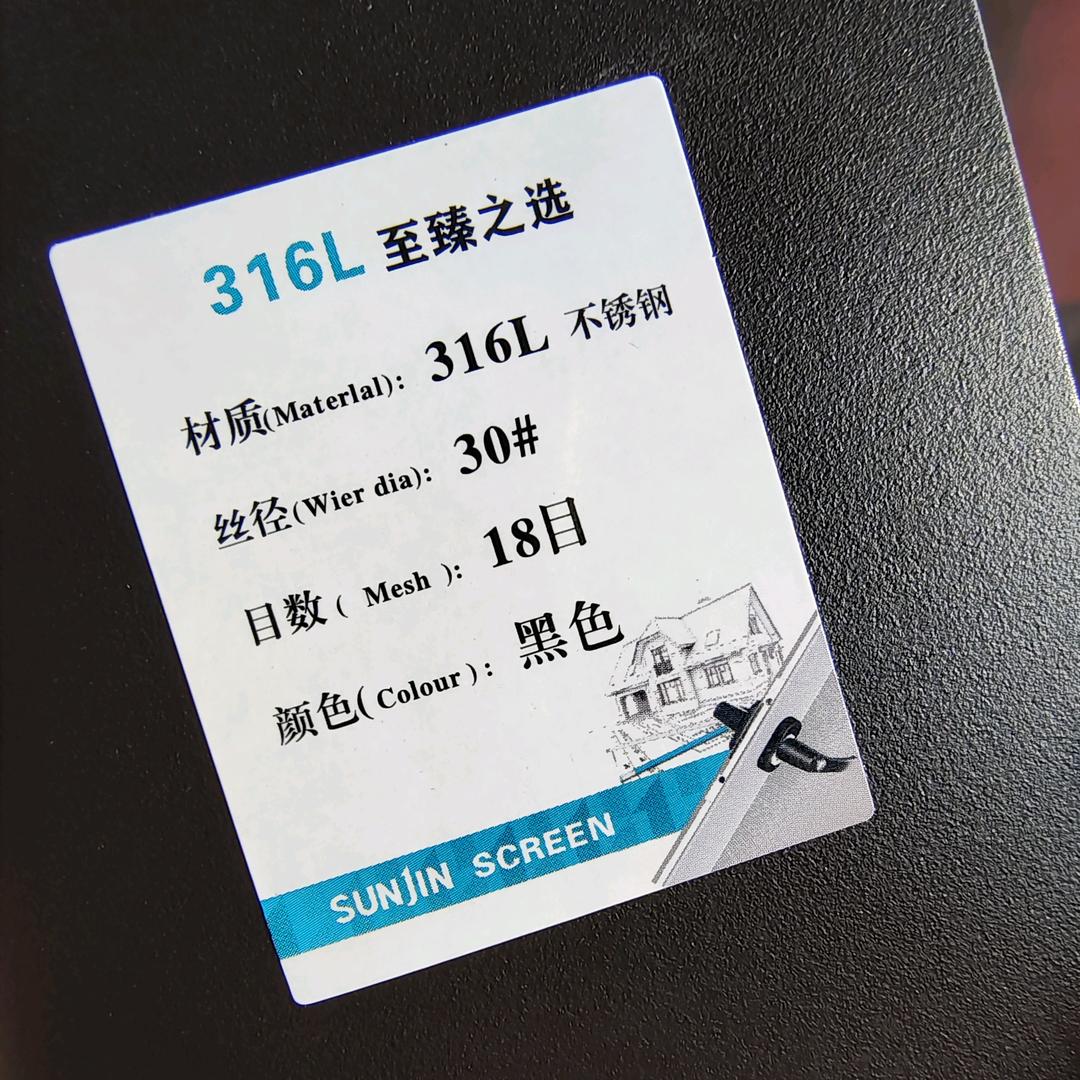 316L 至臻之选
材质(Materlal): 316L 不锈钢
丝径(Wier dia): 30#
目数( Mesh ): 18目
颜色(Colour): 黑色
SUNJIN SCREEN